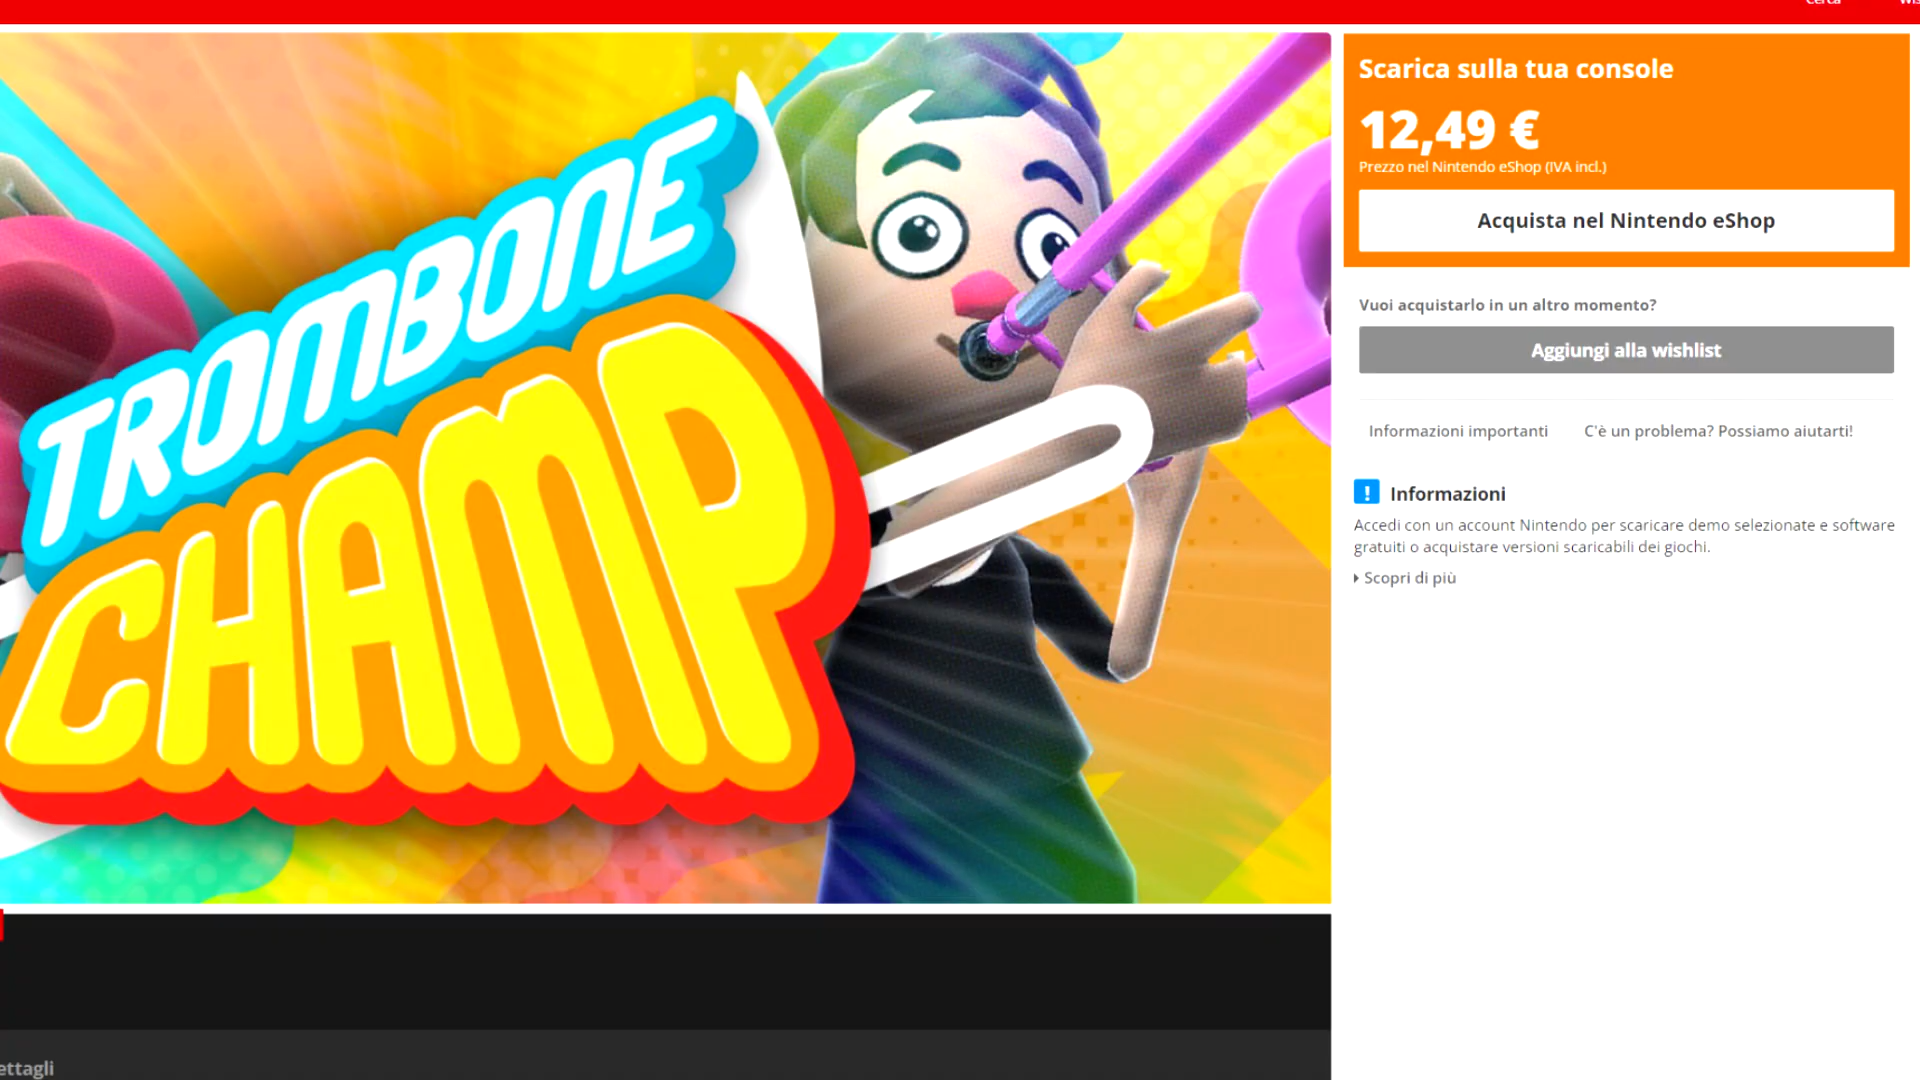 Cerca
TROMBONE
CHAMP
Scarica sulla tua console
12,49 €
Prezzo nel Nintendo eShop (IVA incl.)
Acquista nel Nintendo eShop
Vuoi acquistarlo in un altro momento?
Aggiungi alla wishlist
Informazioni importanti
C'è un problema? Possiamo aiutarti!
! Informazioni
Accedi con un account Nintendo per scaricare demo selezionate e software
gratuiti o acquistare versioni scaricabili dei giochi.
Scopri di più
ettagli